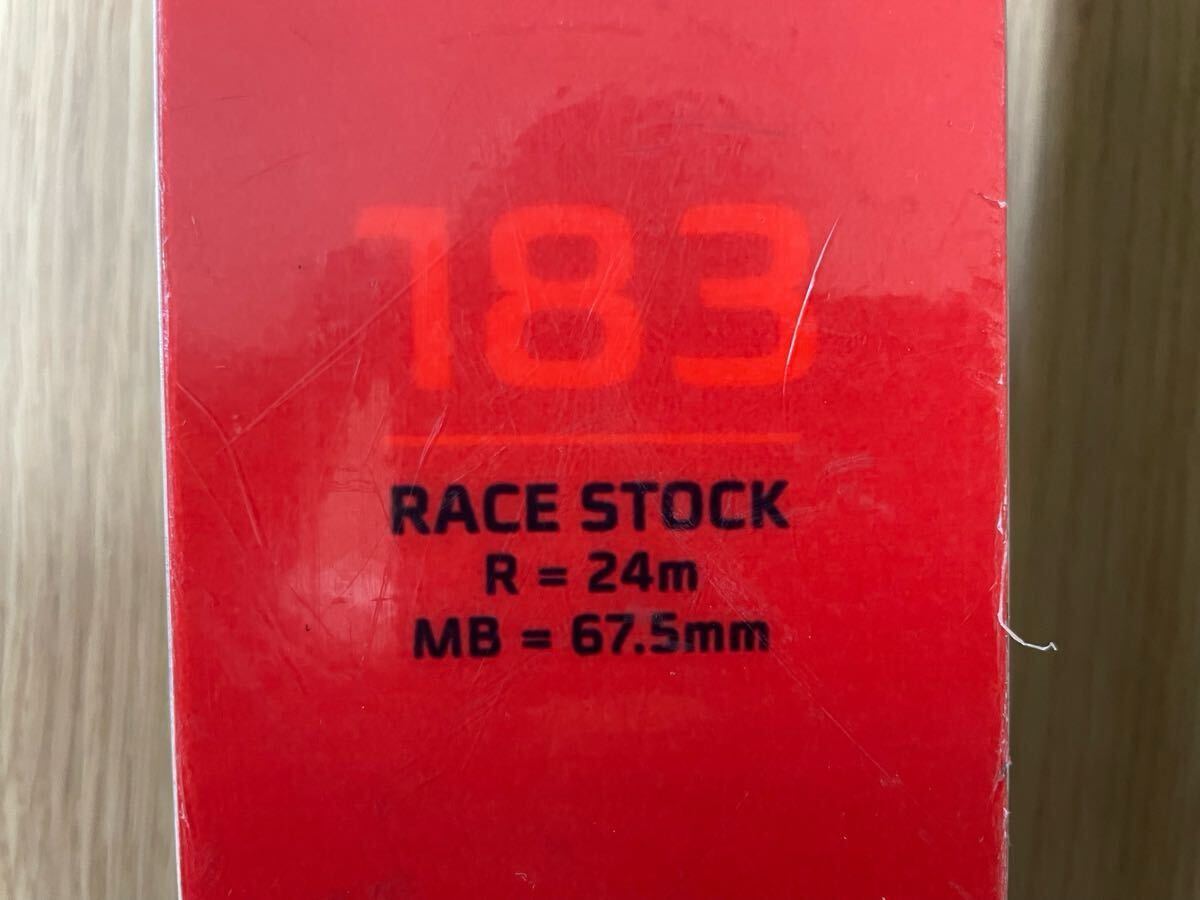 183
RACE STOCK
R = 24m
MB = 67.5mm